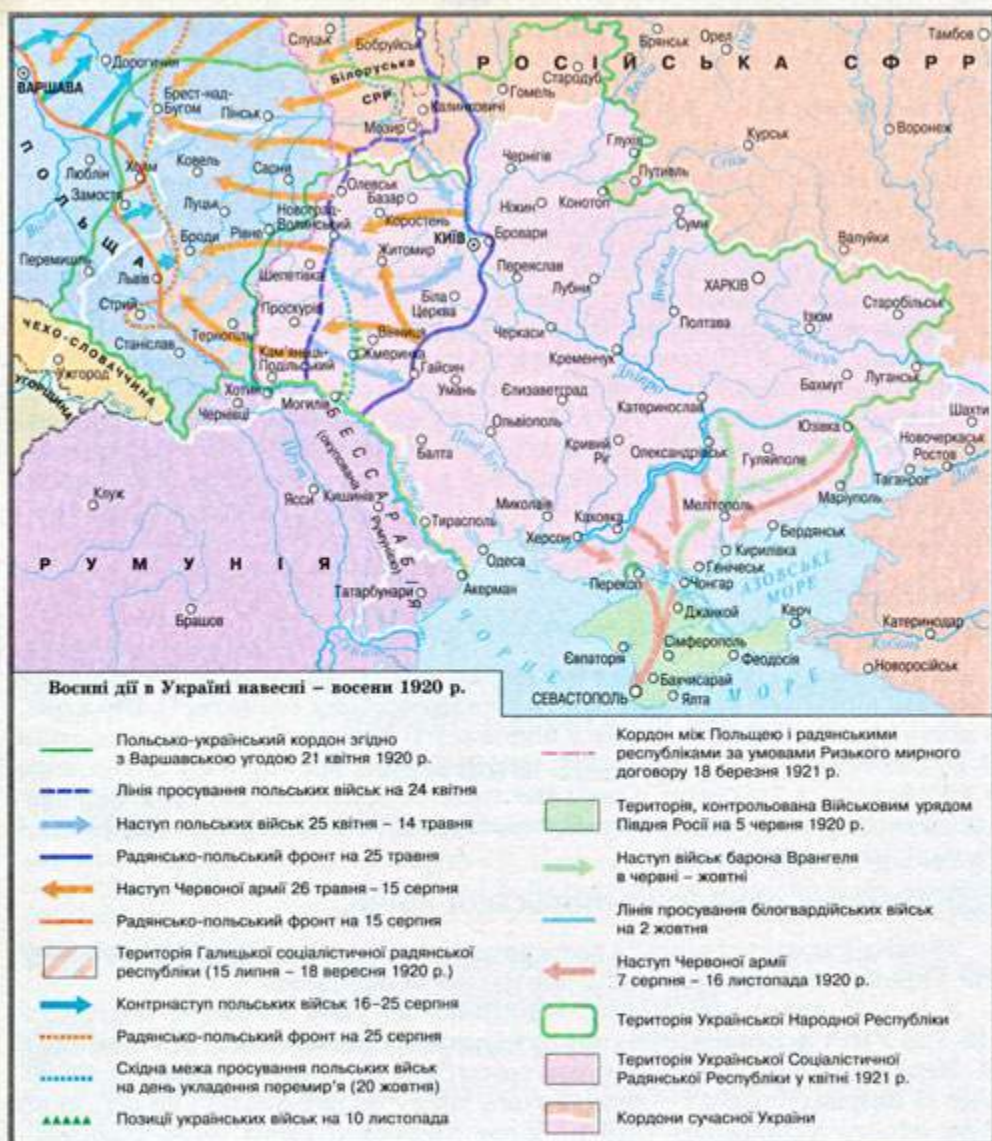 Слуцьк
Бобруйськ
Брянськ
Орел
Тамбов
РОСІЙСЬКА СФРР
Дорогичин
ВАРШАВА
Білоруська
СРР
Стародуб
Гомель
Брест-над-
Бугом
Пінськ
Калинковичі
Мозир
Воронеж
Курськ
ПОЛЬЩА
Люблін
Холм
Ковель
Сарни
Чернігів
Глухів
Сейм
Путивль
Замостя
Луцьк
Олевськ
Базар
Новоград-
Волинський
Рівне
Коростень
Ніжин
Конотоп
Суми
Броди
Житомир
КИЇВ
Бровари
Валуйки
Перемишль
Львів
Шепетівка
Переяслав
Лубни
Ворскла
ХАРКІВ
Старобільськ
Стрий
Проскурів
Біла
Церква
Полтава
Ізюм
ЧЕХО-СЛОВАЧЧИНА
Станіслав
Тернопіль
Вінниця
Черкаси
Кременчук
Ужгород
Кам'янець-
Подільський
Жмеринка
Гайсин
Умань
Єлизаветград
Дніпро
Бахмут
Луганськ
УГОРЩИНА
Хотин
Чернівці
Могилів
Катеринослав
Шахти
БЕССАРАБІЯ
(окупована Румунією)
Балта
Ольвіополь
Кривий
Ріг
Олександрівськ
Юзівка
Гуляйполе
Новочеркаськ
Ростов
Дон
Таганрог
Клуж
Прут
Ясси
Кишинів
Миколаїв
Мелітополь
Маріуполь
Тирасполь
Херсон
Каховка
Бердянськ
РУМУНІЯ
Одеса
Кирилівка
Генічеськ
АЗОВСЬКЕ
МОРЕ
Татарбунари
Акерман
Перекоп
Чонгар
Брашов
Джанкой
Керч
Катеринодар
Кубань
ЧОРНЕ МОРЕ
Євпаторія
Сімферополь
Феодосія
Новоросійськ
Бахчисарай
СЕВАСТОПОЛЬ
Ялта
Воєнні дії в Україні навесні – восени 1920 р.
Польсько-український кордон згідно
з Варшавською угодою 21 квітня 1920 р.
Лінія просування польських військ на 24 квітня
Наступ польських військ 25 квітня – 14 травня
Радянсько-польський фронт на 25 травня
Наступ Червоної армії 26 травня – 15 серпня
Радянсько-польський фронт на 15 серпня
Територія Галицької соціалістичної радянської
республіки (15 липня – 18 вересня 1920 р.)
Контрнаступ польських військ 16–25 серпня
Радянсько-польський фронт на 25 серпня
Східна межа просування польських військ
на день укладення перемир'я (20 жовтня)
Позиції українських військ на 10 листопада
Кордон між Польщею і радянськими
республіками за умовами Ризького мирного
договору 18 березня 1921 р.
Територія, контрольована Військовим урядом
Півдня Росії на 5 червня 1920 р.
Наступ військ барона Врангеля
в червні – жовтні
Лінія просування білогвардійських військ
на 2 жовтня
Наступ Червоної армії
7 серпня – 16 листопада 1920 р.
Територія Української Народної Республіки
Територія Української Соціалістичної
Радянської Республіки у квітні 1921 р.
Кордони сучасної України